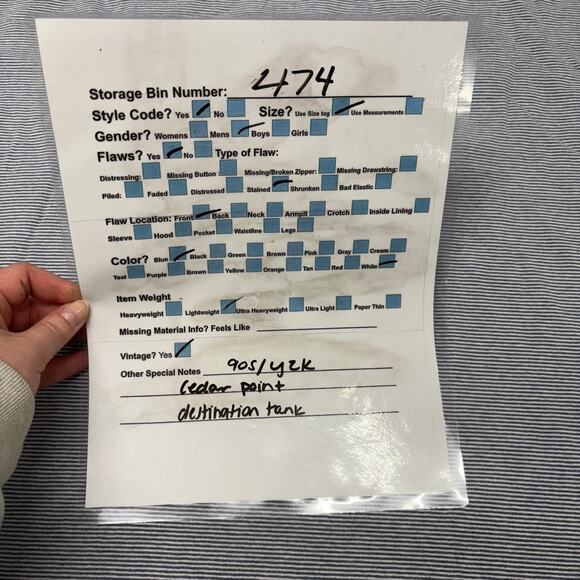 Storage Bin Number: 474
Style Code? Yes No Size? Use Size tag Use Measurements
Gender? Womens Mens Boys Girls
Flaws? Yes No Type of Flaw:
Distressing: Missing Button : Missing/Broken Zipper: Missing Drawstring:
Piled: Faded Distressed Stained Shrunken Bad Elastic
Flaw Location: Front Back Neck Armpit Crotch Inside Lining
Sleeve Hood Pocket Waistline Legs
Color? Blue Black Green Brown Pink Gray Cream
Teal Purple Brown Yellow Orange Tan Red White
Item Weight
Heavyweight Lightweight Ultra Heavyweight Ultra Light Paper Thin
Missing Material Info? Feels Like
Vintage? Yes
Other Special Notes 90s/y2k
cedar point
destination tank